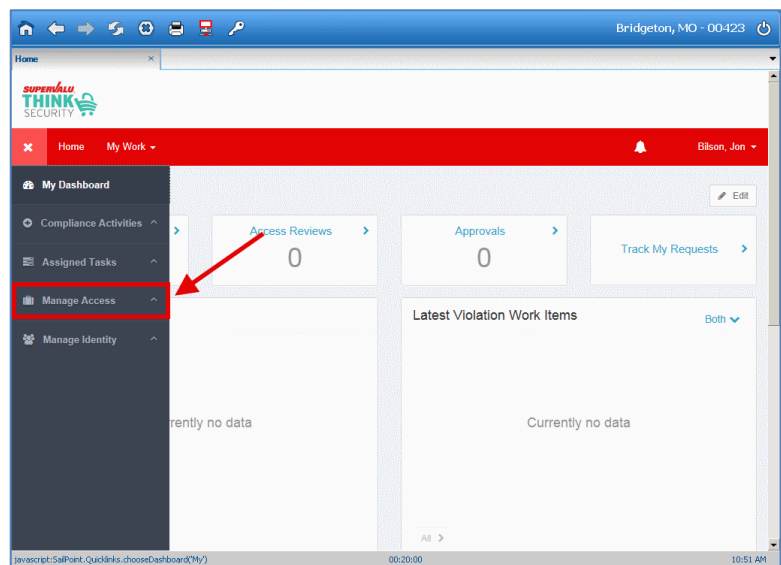 Bridgeton, MO - 00423
Home
SUPERVALU
THINK
SECURITY
Home My Work Bilson, Jon
My Dashboard
Edit
Compliance Activities
Access Reviews
0
Approvals
0
Track My Requests
Assigned Tasks
Manage Access
Manage Identity
Latest Violation Work Items
Both
rently no data
Currently no data
All
javascript:SailPoint.Quicklinks.chooseDashboard('My') 00:20:00 10:51 AM